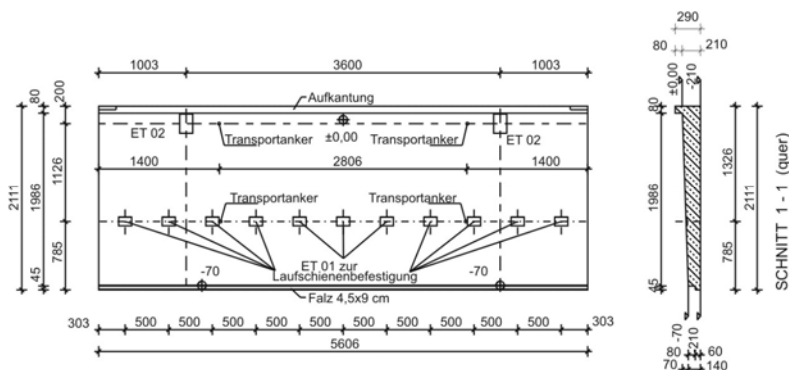 290
80 210
1003 3600 1003
±0,00 -210
80 200
Aufkantung
80
ET 02 ±0,00 ET 02
Transportanker Transportanker
1400 2806 1400
2111 1986 1126
1986 1326 2111
Transportanker Transportanker
SCHNITT 1 - 1 (quer)
785 785
ET 01 zur
Laufschienenbefestigung
-70 -70
45 45
Falz 4,5x9 cm
303 500 500 500 500 500 500 500 500 500 500 303
-70 -210
5606
80 60
70 140